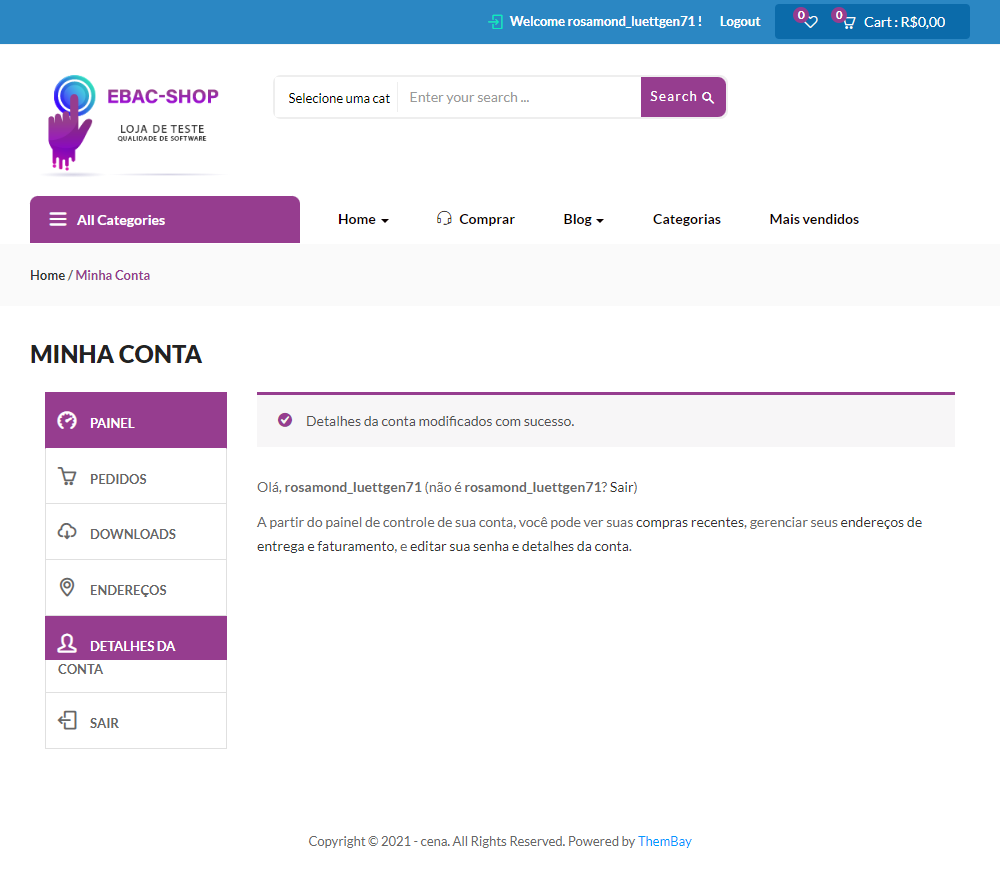 Welcome rosamond_luettgen71 !
Logout
0
0
Cart : R$0,00
EBAC-SHOP
LOJA DE TESTE
QUALIDADE DE SOFTWARE
Selecione uma cat
Enter your search ...
Search
All Categories
Home
Comprar
Blog
Categorias
Mais vendidos
Home / Minha Conta
MINHA CONTA
PAINEL
PEDIDOS
DOWNLOADS
ENDEREÇOS
DETALHES DA
CONTA
SAIR
Detalhes da conta modificados com sucesso.
Olá, rosamond_luettgen71 (não é rosamond_luettgen71? Sair)
A partir do painel de controle de sua conta, você pode ver suas compras recentes, gerenciar seus endereços de
entrega e faturamento, e editar sua senha e detalhes da conta.
Copyright © 2021 - cena. All Rights Reserved. Powered by ThemBay